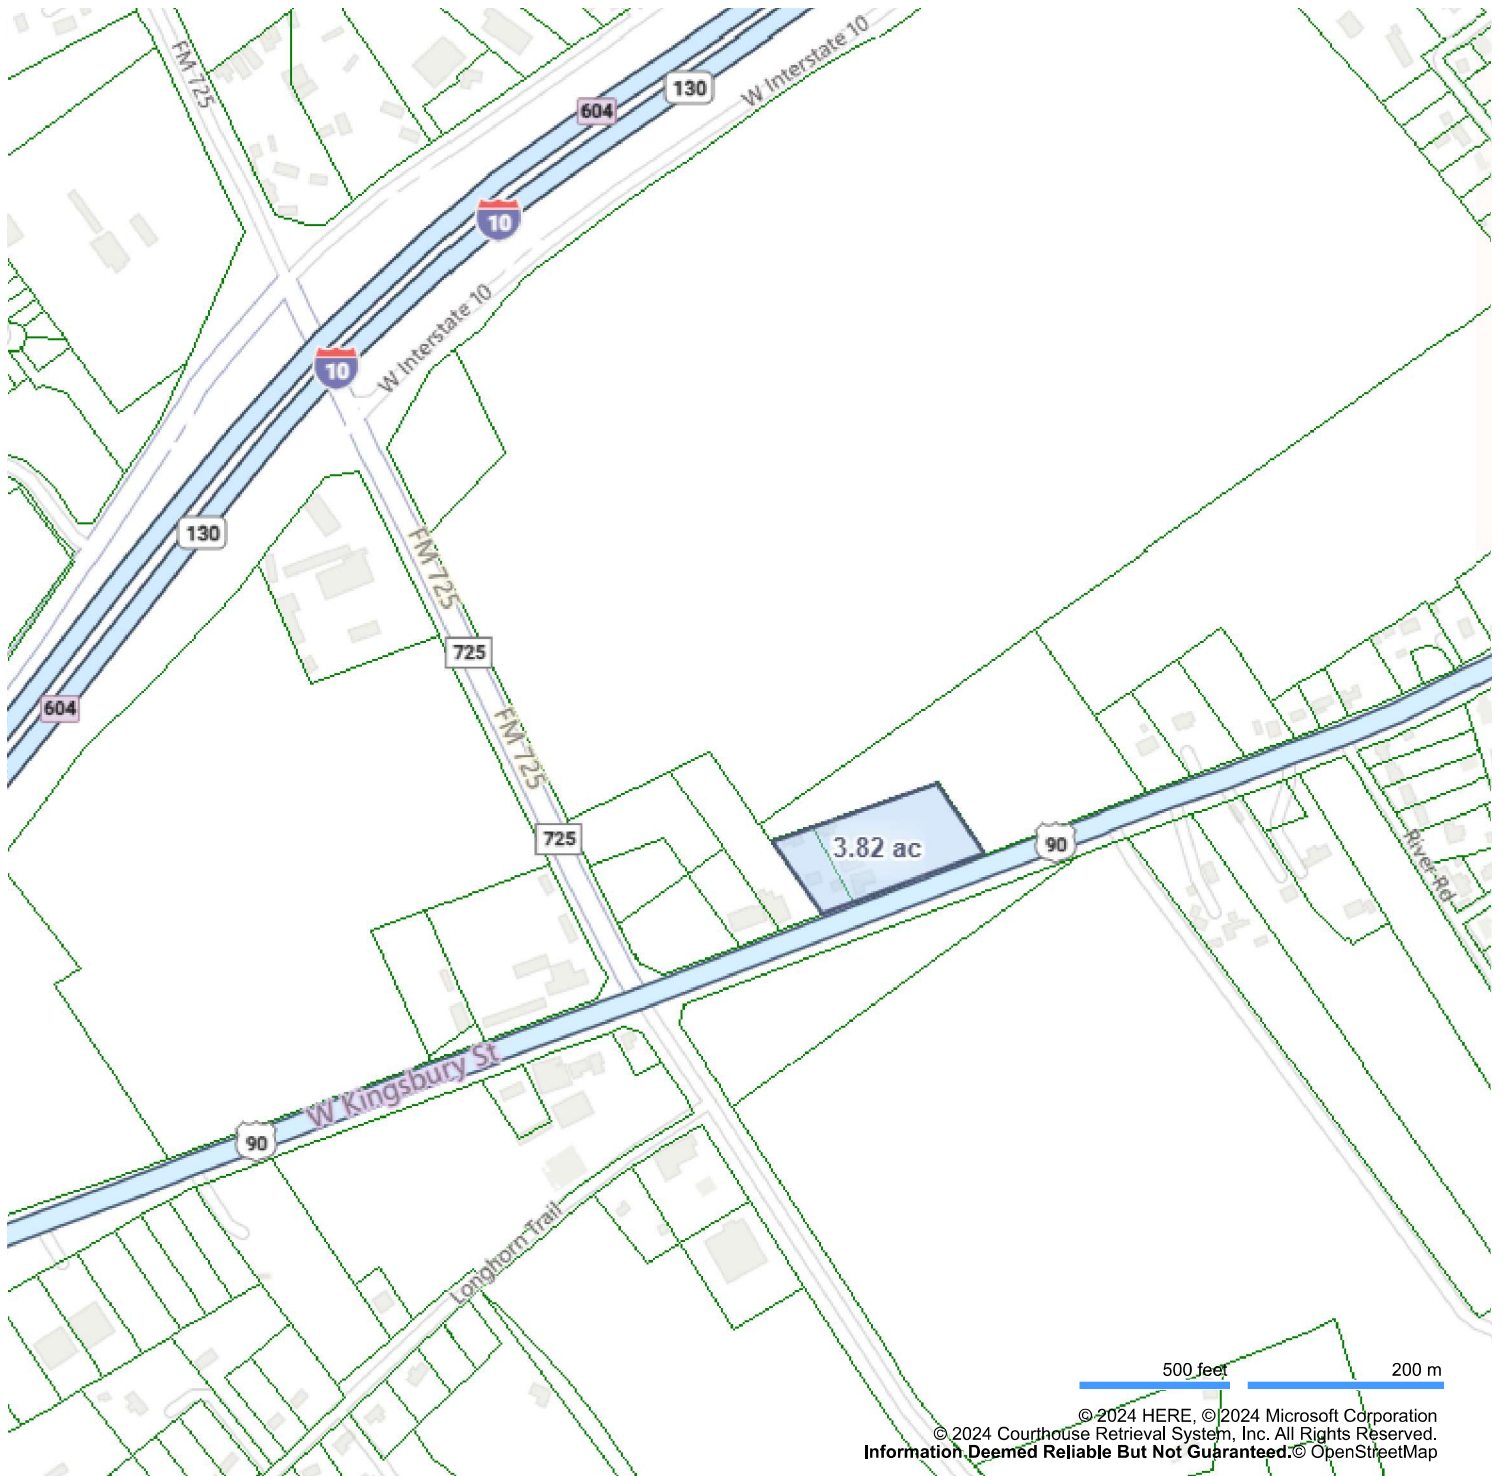 FM 725
604
130
W Interstate 10
10
W Interstate 10
10
130
FM 725
725
604
FM 725
725
3.82 ac
90
River Rd
W Kingsbury St
90
Longhorn Trail
500 feet
200 m
© 2024 HERE, © 2024 Microsoft Corporation
© 2024 Courthouse Retrieval System, Inc. All Rights Reserved.
Information Deemed Reliable But Not Guaranteed.© OpenStreetMap